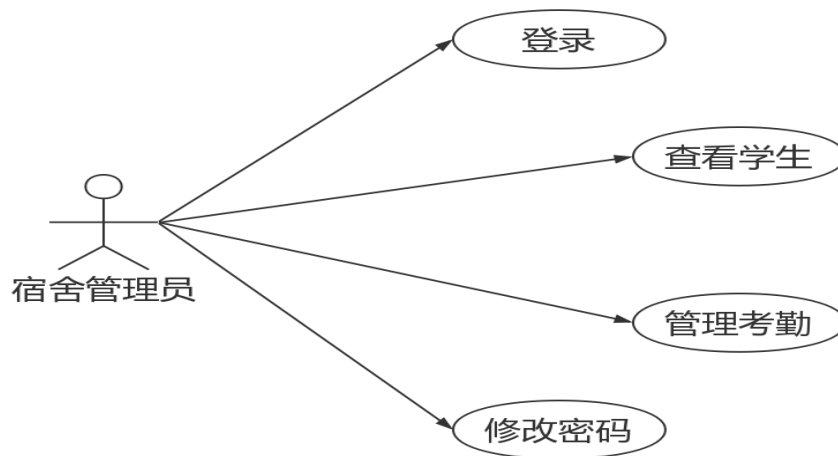 登录
查看学生
宿舍管理员
管理考勤
修改密码